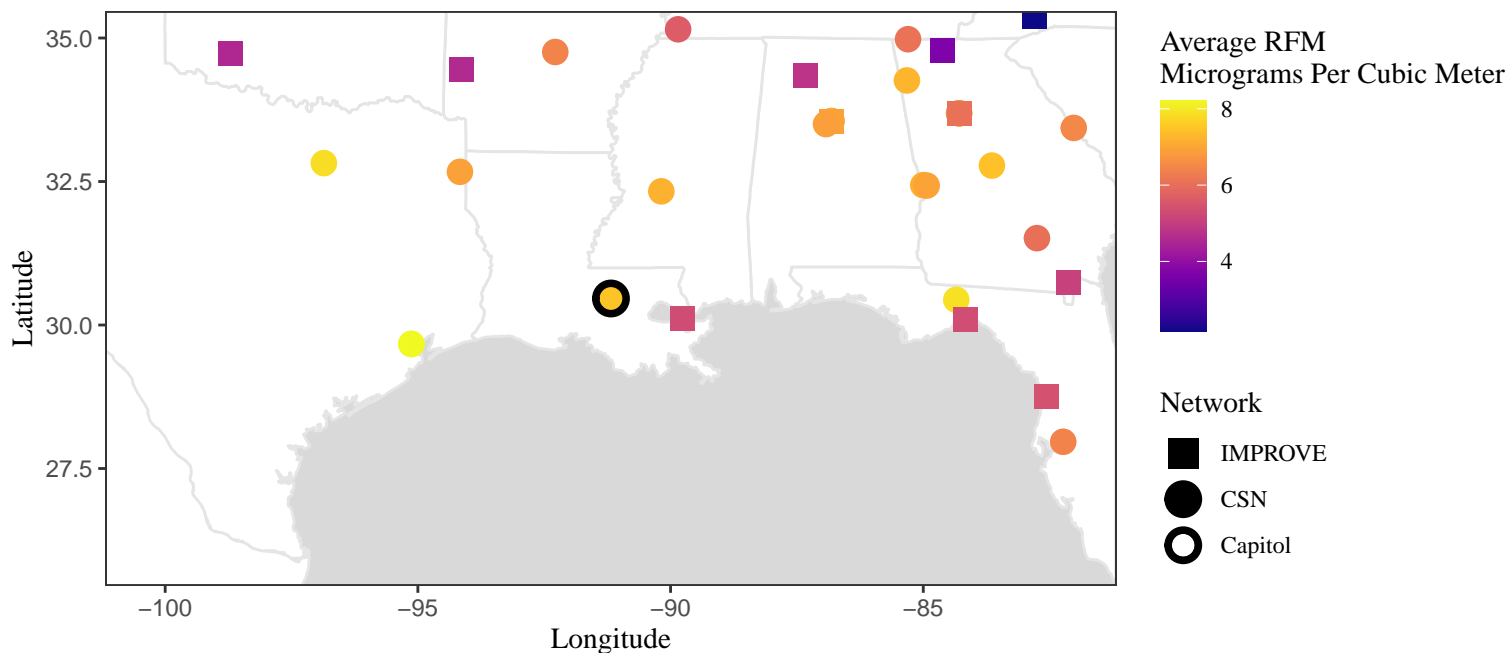 35.0
32.5
30.0
27.5
Latitude
−100
−95
−90
−85
Longitude
Average RFM
Micrograms Per Cubic Meter
8
6
4
Network
IMPROVE
CSN
Capitol